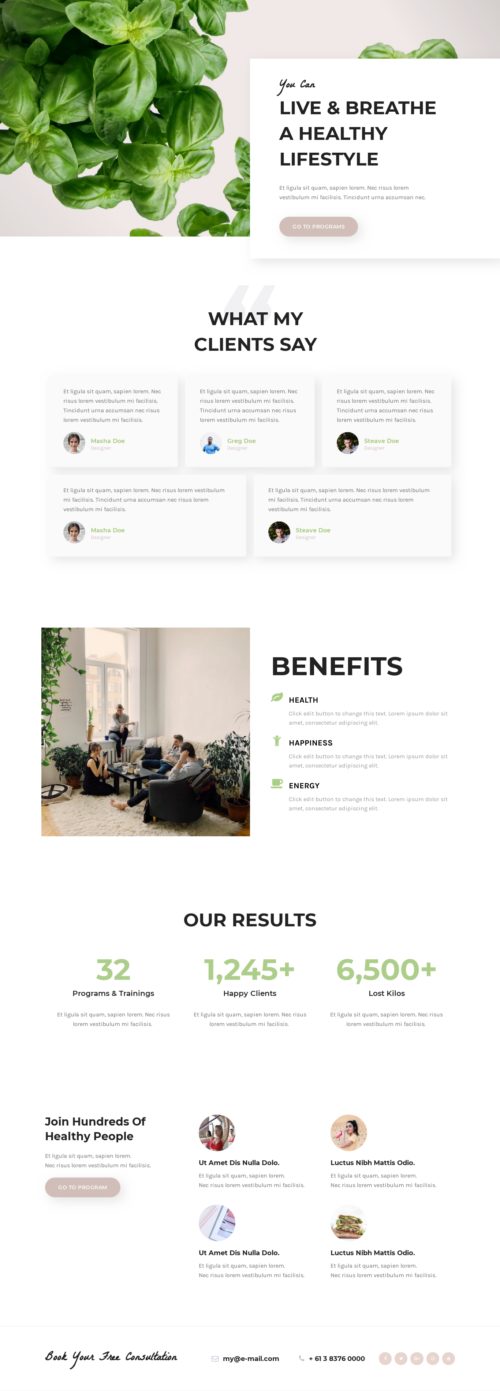 You Can
LIVE & BREATHE
A HEALTHY
LIFESTYLE
Et ligula sit quam, sapien lorem. Nec risus lorem
vestibulum mi facilisis. Tincidunt urna accumsan nec.
GO TO PROGRAMS
WHAT MY
CLIENTS SAY
Et ligula sit quam, sapien lorem. Nec
risus lorem vestibulum mi facilisis.
Tincidunt urna accumsan nec risus
lorem vestibulum mi facilisis.
Masha Doe
Designer
Et ligula sit quam, sapien lorem. Nec
risus lorem vestibulum mi facilisis.
Tincidunt urna accumsan nec risus
lorem vestibulum mi facilisis.
Greg Doe
Designer
Et ligula sit quam, sapien lorem. Nec
risus lorem vestibulum mi facilisis.
Tincidunt urna accumsan nec risus
lorem vestibulum mi facilisis.
Steave Doe
Designer
Et ligula sit quam, sapien lorem. Nec risus lorem vestibulum
mi facilisis. Tincidunt urna accumsan nec risus lorem
vestibulum mi facilisis.
Masha Doe
Designer
Et ligula sit quam, sapien lorem. Nec risus lorem vestibulum
mi facilisis. Tincidunt urna accumsan nec risus lorem
vestibulum mi facilisis.
Steave Doe
Designer
BENEFITS
HEALTH
Click edit button to change this text. Lorem ipsum dolor sit
amet, consectetur adipiscing elit
HAPPINESS
Click edit button to change this text. Lorem ipsum dolor sit
amet, consectetur adipiscing elit
ENERGY
Click edit button to change this text. Lorem ipsum dolor sit
amet, consectetur adipiscing elit
OUR RESULTS
32
Programs & Trainings
Et ligula sit quam, sapien lorem. Nec risus
lorem vestibulum mi facilisis.
1,245+
Happy Clients
Et ligula sit quam, sapien lorem. Nec risus
lorem vestibulum mi facilisis.
6,500+
Lost Kilos
Et ligula sit quam, sapien lorem. Nec risus
lorem vestibulum mi facilisis.
Join Hundreds Of
Healthy People
Et ligula sit quam, sapien lorem.
Nec risus lorem vestibulum mi facilisis.
GO TO PROGRAM
Ut Amet Dis Nulla Dolo.
Et ligula sit quam, sapien lorem.
Nec risus lorem vestibulum mi facilisis.
Luctus Nibh Mattis Odio.
Et ligula sit quam, sapien lorem.
Nec risus lorem vestibulum mi facilisis.
Ut Amet Dis Nulla Dolo.
Et ligula sit quam, sapien lorem.
Nec risus lorem vestibulum mi facilisis.
Luctus Nibh Mattis Odio.
Et ligula sit quam, sapien lorem.
Nec risus lorem vestibulum mi facilisis.
Book Your Free Consultation
my@e-mail.com
+ 61 3 8376 0000